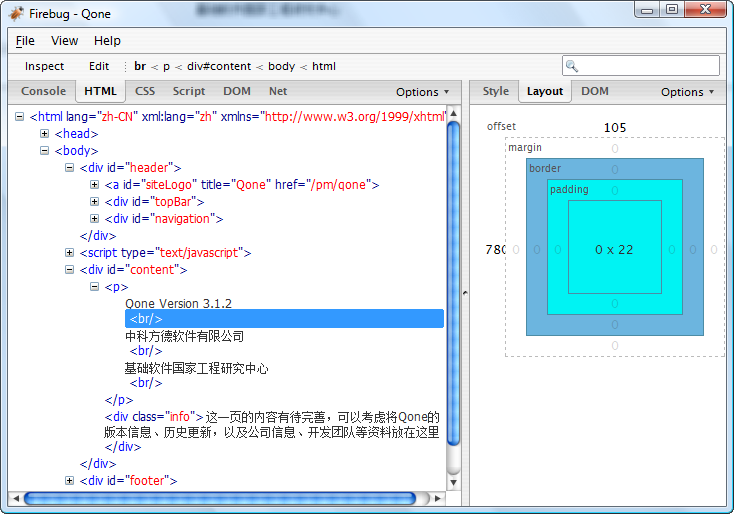 Firebug - Qone
File View Help
Inspect Edit br < p < div#content < body < html
Console HTML CSS Script DOM Net Options
Style Layout DOM Options
<html lang="zh-CN" xml:lang="zh" xmlns="http://www.w3.org/1999/xhtml"
<head>
<body>
<div id="header">
<a id="siteLogo" title="Qone" href="/pm/qone">
<div id="topBar">
<div id="navigation">
</div>
<script type="text/javascript">
<div id="content">
<p>
Qone Version 3.1.2
<br/>
中科方德软件有限公司
<br/>
基础软件国家工程研究中心
<br/>
</p>
<div class="info"> 这一页的内容有待完善，可以考虑将Qone的
版本信息、历史更新，以及公司信息、开发团队等资料放在这里
</div>
</div>
<div id="footer">
offset 105
margin 0
border 0
padding 0
780 0 0 0 0 x 22 0 0 0
0
0
0